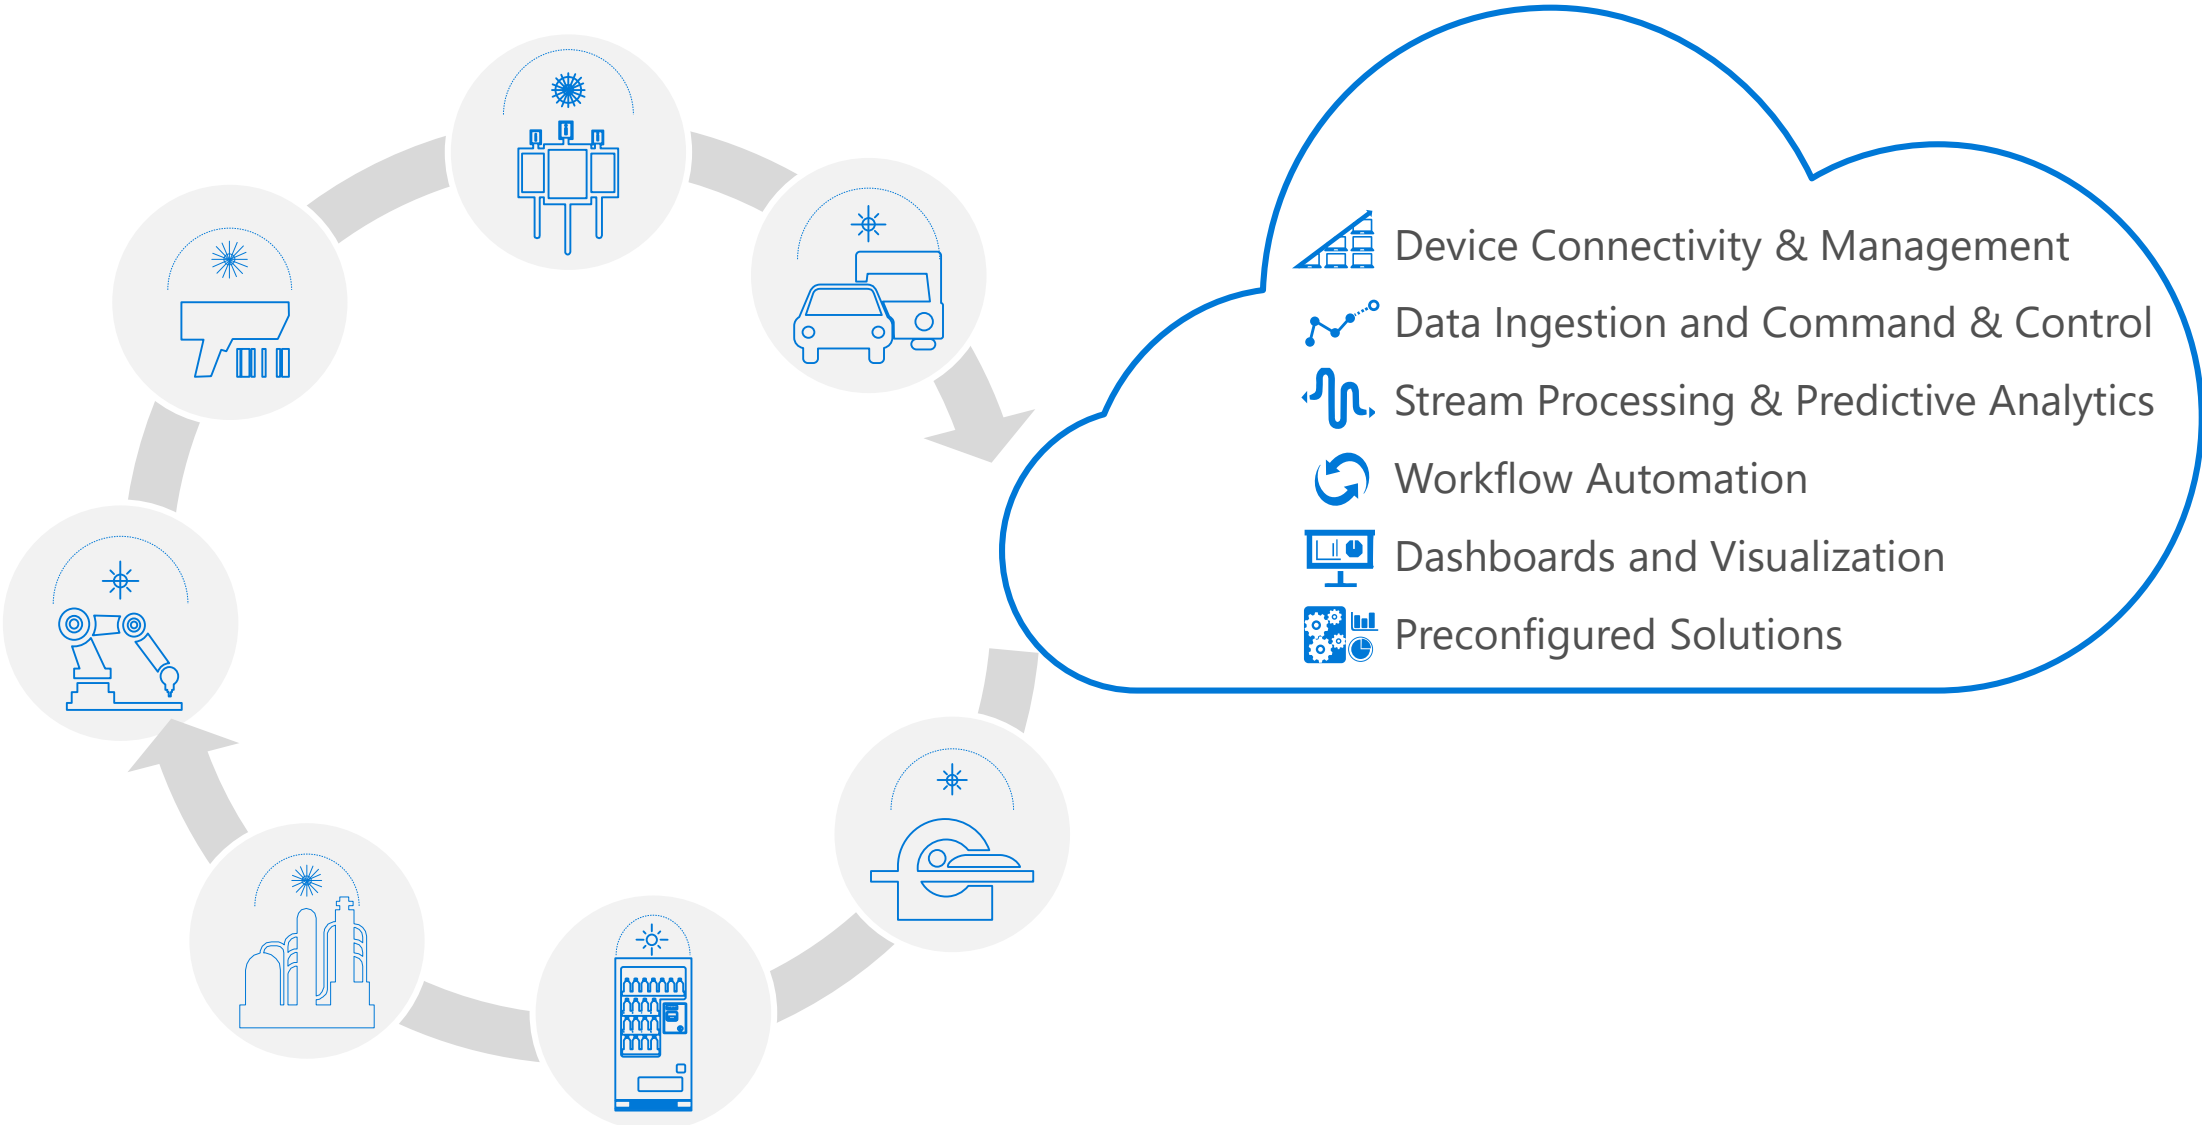 Device Connectivity & Management
Data Ingestion and Command & Control
Stream Processing & Predictive Analytics
Workflow Automation
Dashboards and Visualization
Preconfigured Solutions